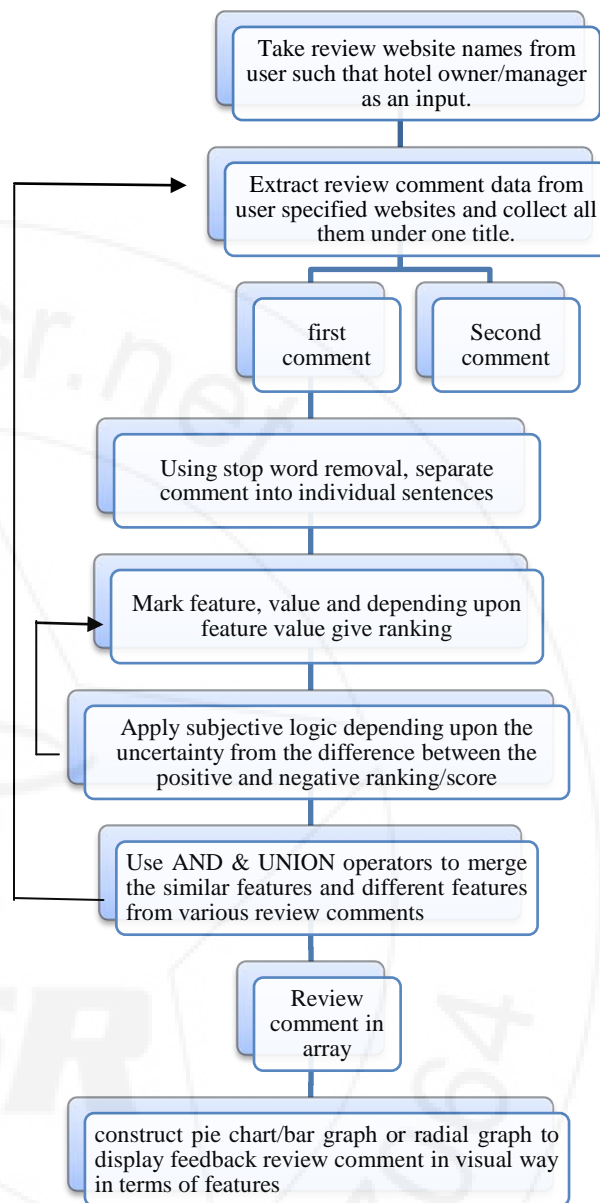 Take review website names from
user such that hotel owner/manager
as an input.
Extract review comment data from
user specified websites and collect all
them under one title.
first
comment
Second
comment
Using stop word removal, separate
comment into individual sentences
Mark feature, value and depending upon
feature value give ranking
Apply subjective logic depending upon the
uncertainty from the difference between the
positive and negative ranking/score
Use AND & UNION operators to merge
the similar features and different features
from various review comments
Review
comment in
array
construct pie chart/bar graph or radial graph to
display feedback review comment in visual way
in terms of features
sr.net
SR
064